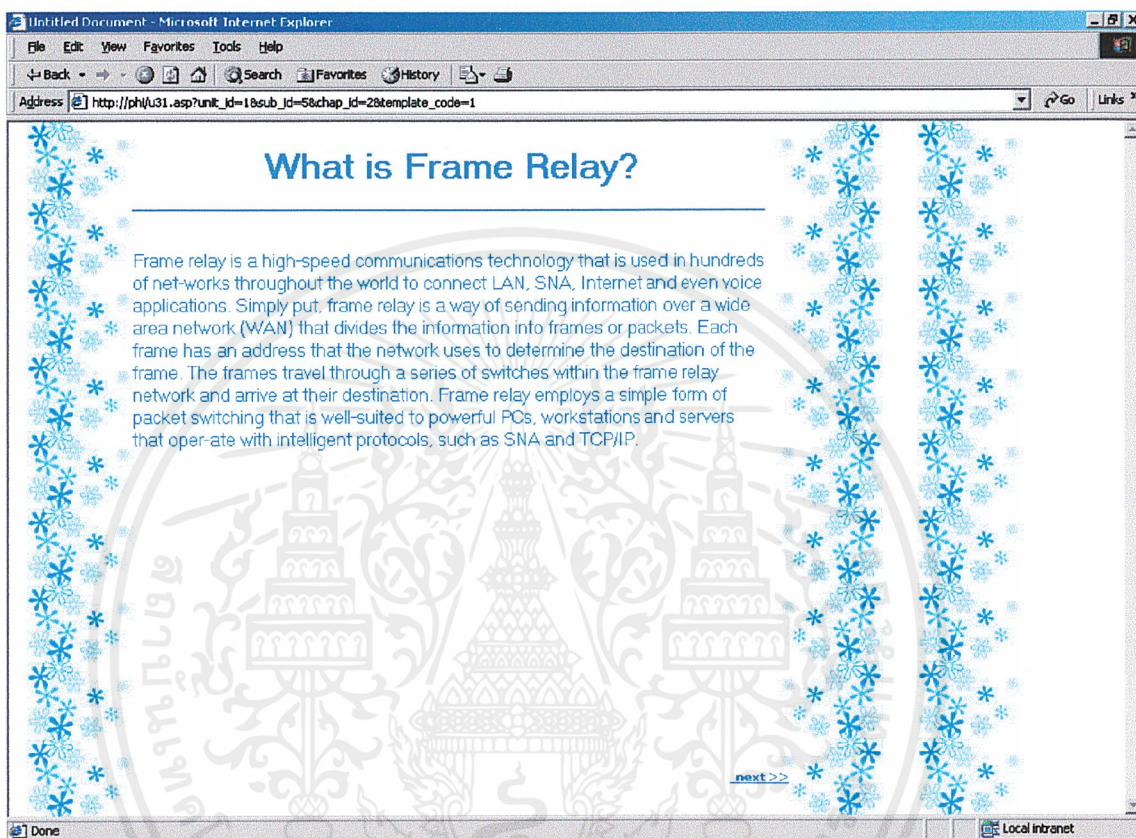 Untitled Document - Microsoft Internet Explorer
File Edit View Favorites Tools Help
Back Search Favorites History
Address http://phl/u31.asp?unit_id=1&sub_id=5&chap_id=2&template_code=1 Go Links
What is Frame Relay?
Frame relay is a high-speed communications technology that is used in hundreds
of net-works throughout the world to connect LAN, SNA, Internet and even voice
applications. Simply put, frame relay is a way of sending information over a wide
area network (WAN) that divides the information into frames or packets. Each
frame has an address that the network uses to determine the destination of the
frame. The frames travel through a series of switches within the frame relay
network and arrive at their destination. Frame relay employs a simple form of
packet switching that is well-suited to powerful PCs, workstations and servers
that oper-ate with intelligent protocols, such as SNA and TCP/IP.
next >>
Done Local intranet